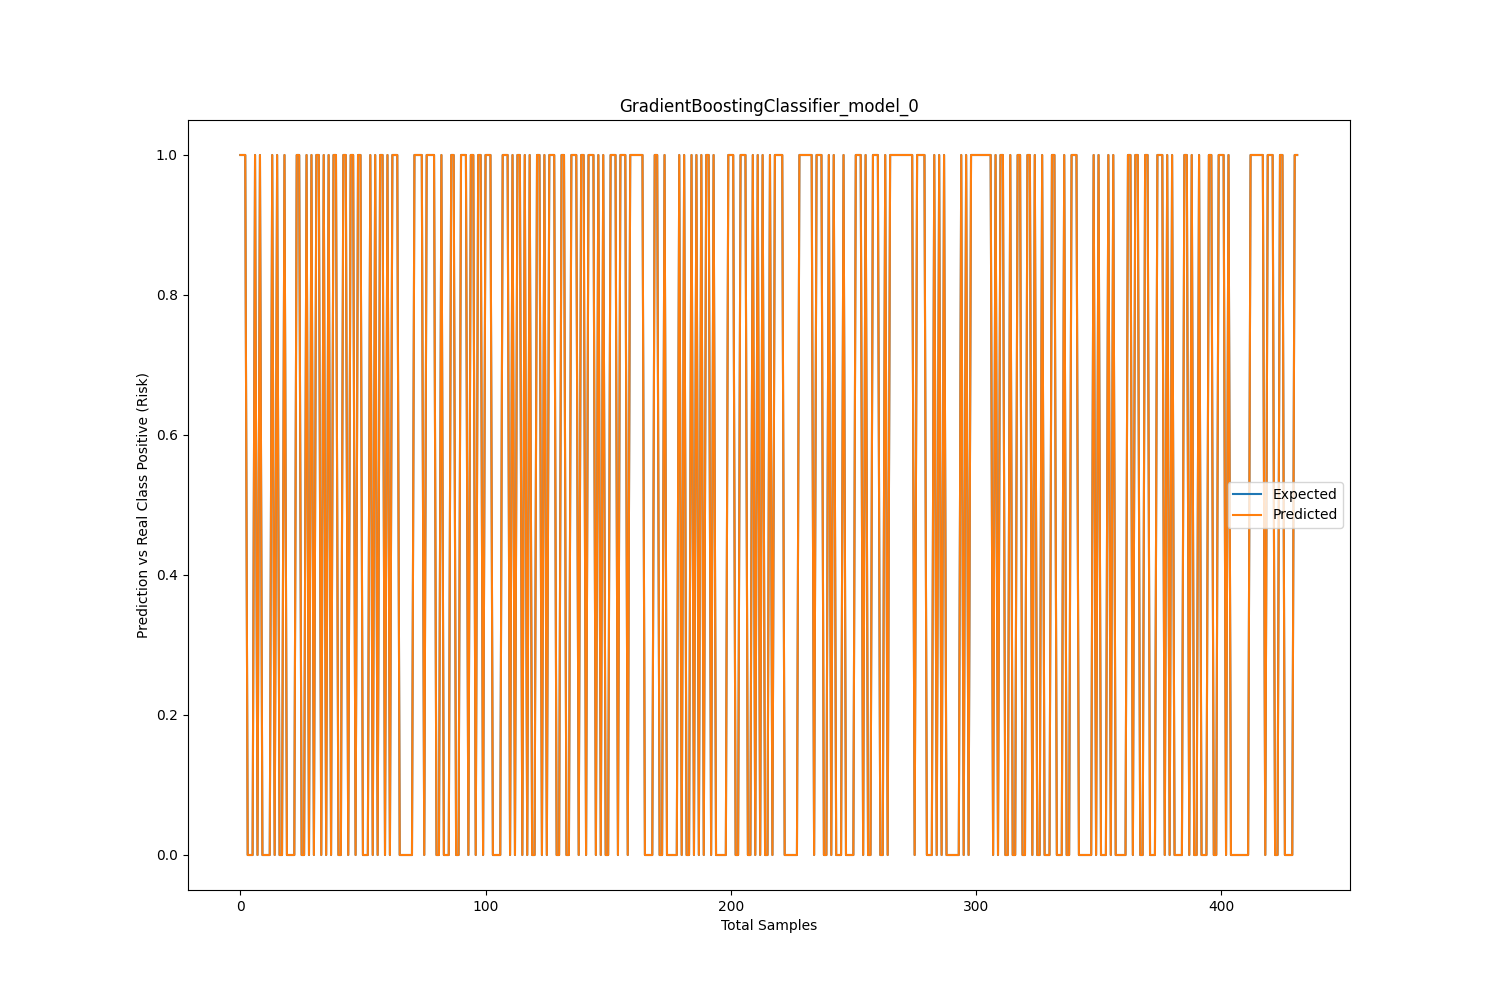 GradientBoostingClassifier_model_0
1.0
0.8
0.6
0.4
0.2
0.0
Prediction vs Real Class Positive (Risk)
Expected
Predicted
0
100
200
300
400
Total Samples